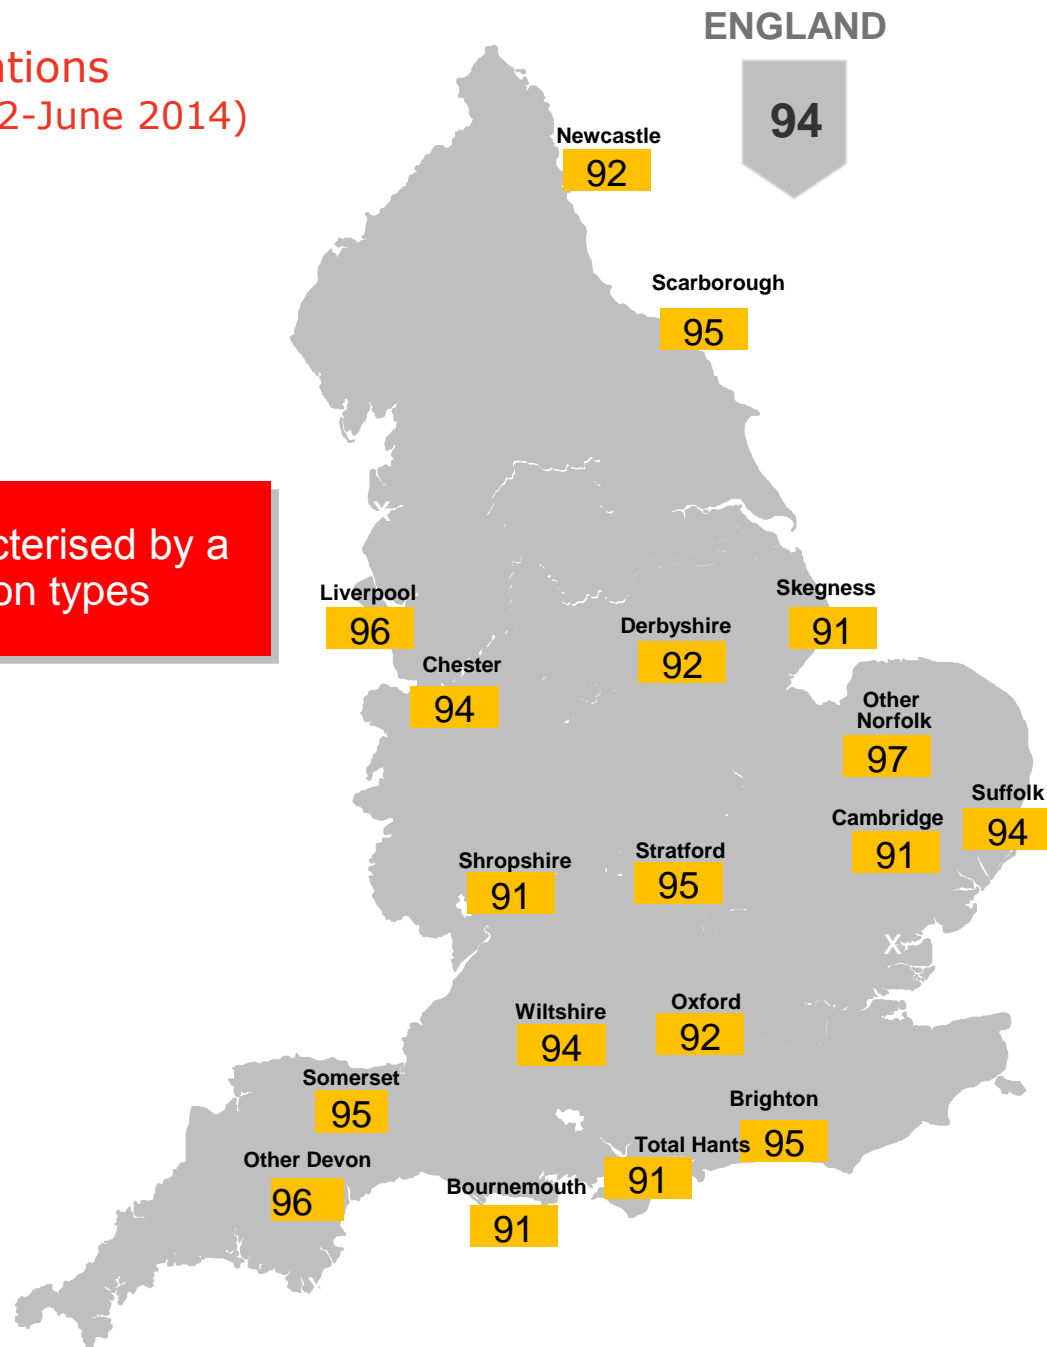 ENGLAND
94
ations
2-June 2014)
Newcastle
92
Scarborough
95
x
cterised by a
on types
Liverpool
96
Skegness
91
Derbyshire
92
Chester
94
Other
Norfolk
97
Suffolk
94
Cambridge
91
Stratford
95
Shropshire
91
x
Oxford
92
Wiltshire
94
Somerset
95
Brighton
95
Total Hants
91
Other Devon
96
Bournemouth
91